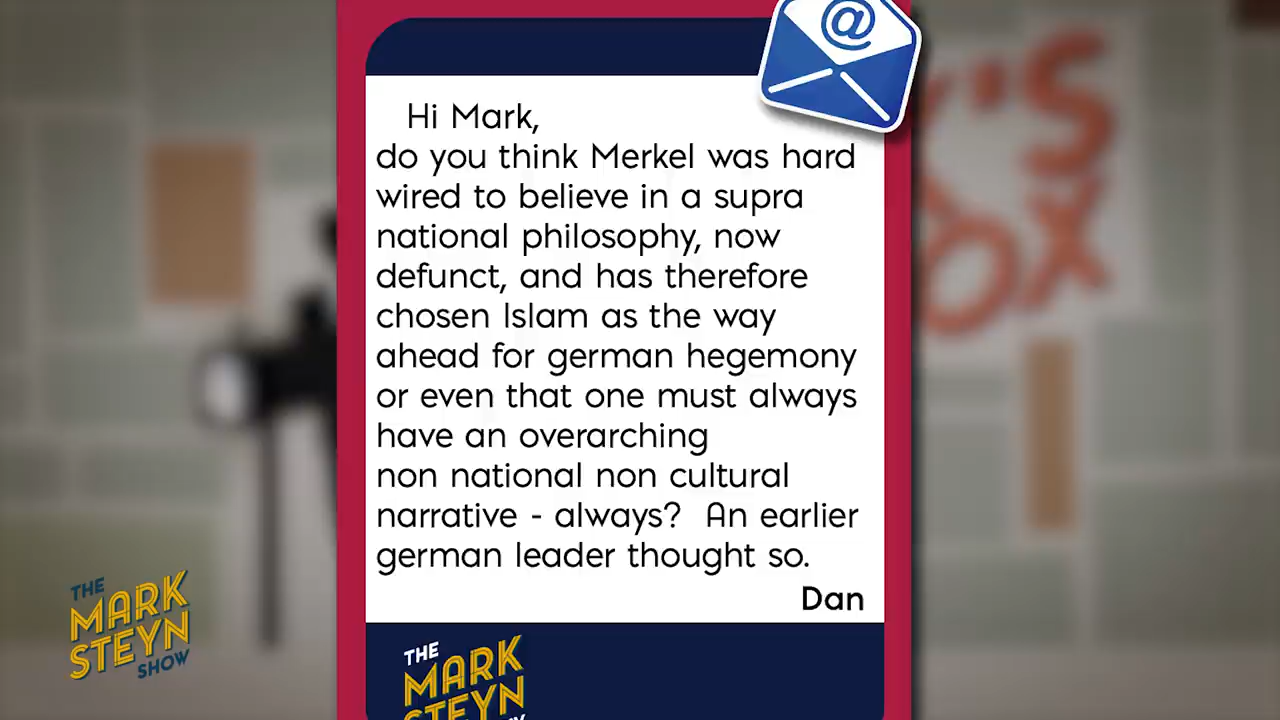 @
Hi Mark,
do you think Merkel was hard
wired to believe in a supra
national philosophy, now
defunct, and has therefore
chosen Islam as the way
ahead for german hegemony
or even that one must always
have an overarching
non national non cultural
narrative - always?  An earlier
german leader thought so.
Dan
'S
OX
THE
MARK
STEYN
SHOW
THE
MARK
STEYN